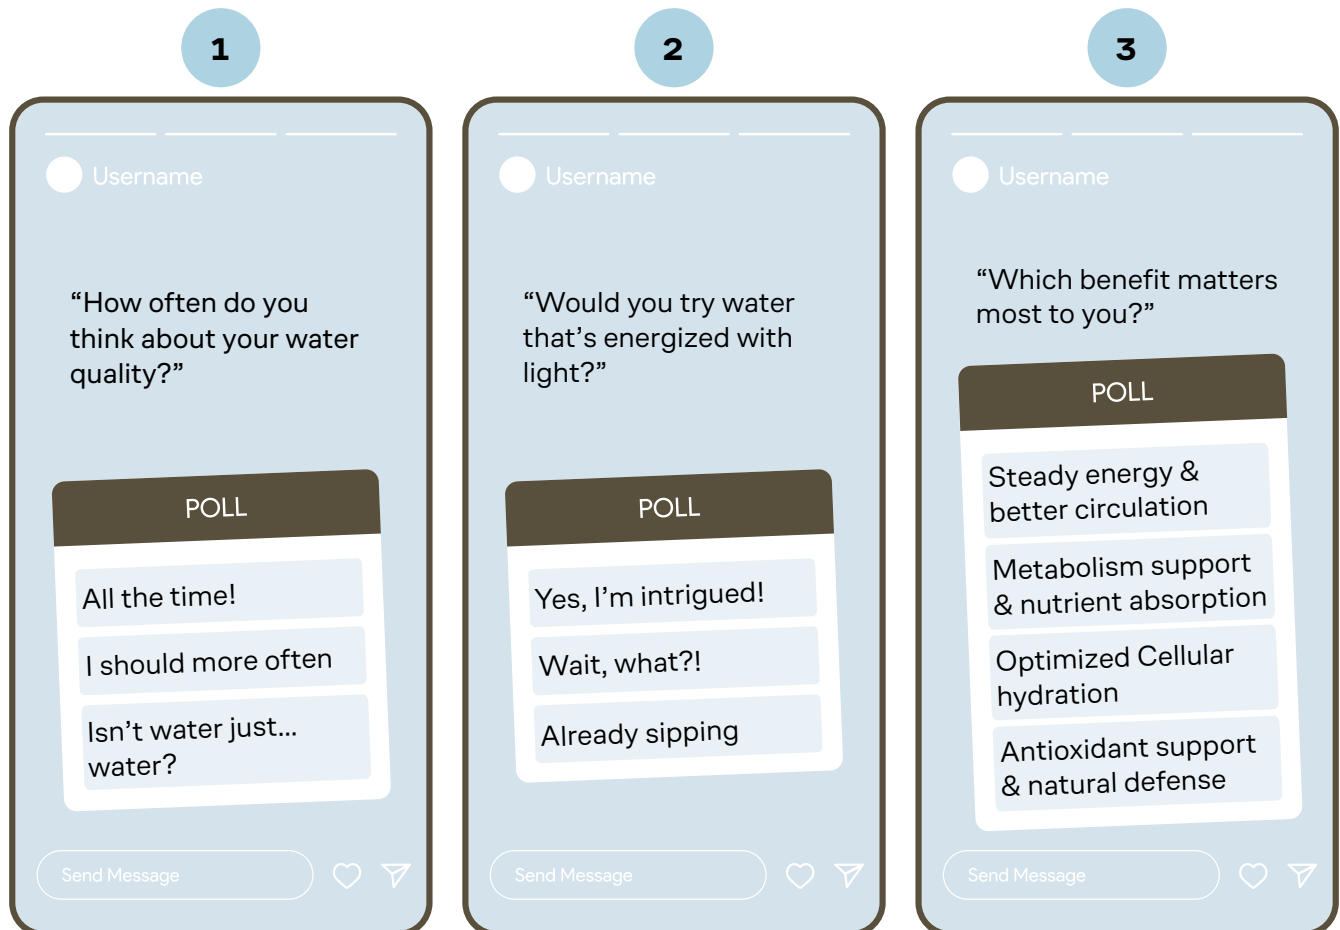 1
Username
“How often do you
think about your water
quality?”
POLL
All the time!
I should more often
Isn’t water just...
water?
Send Message
2
Username
“Would you try water
that’s energized with
light?”
POLL
Yes, I’m intrigued!
Wait, what?!
Already sipping
Send Message
3
Username
“Which benefit matters
most to you?”
POLL
Steady energy &
better circulation
Metabolism support
& nutrient absorption
Optimized Cellular
hydration
Antioxidant support
& natural defense
Send Message